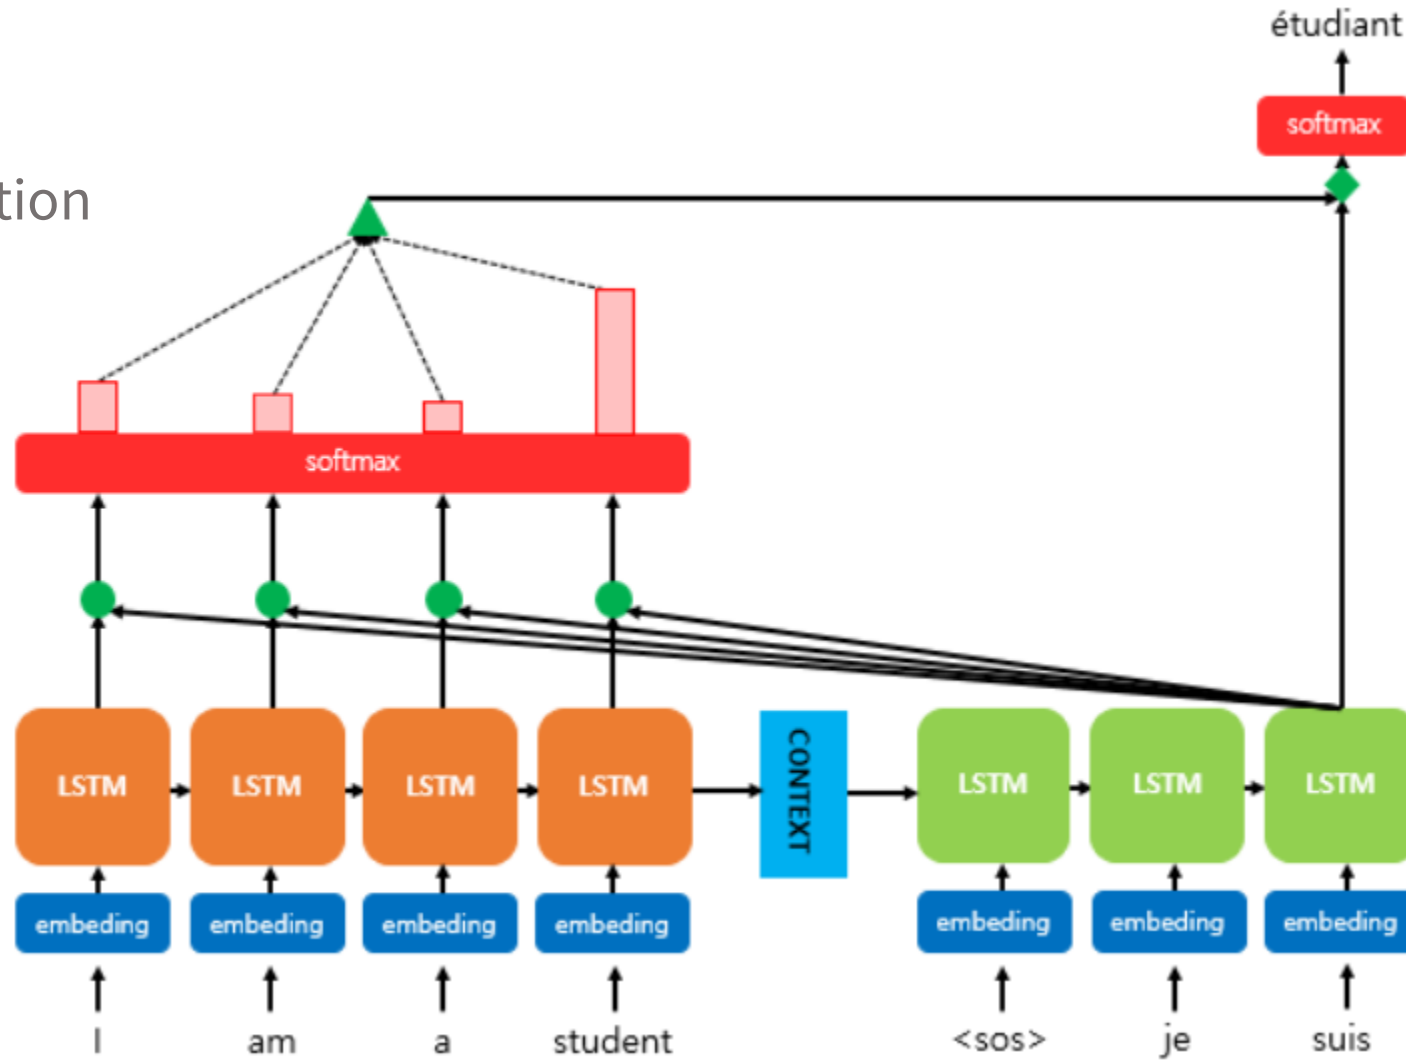 étudiant
softmax
tion
softmax
LSTM LSTM LSTM LSTM CONTEXT LSTM LSTM LSTM
embeding embeding embeding embeding embeding embeding embeding
I am a student <sos> je suis